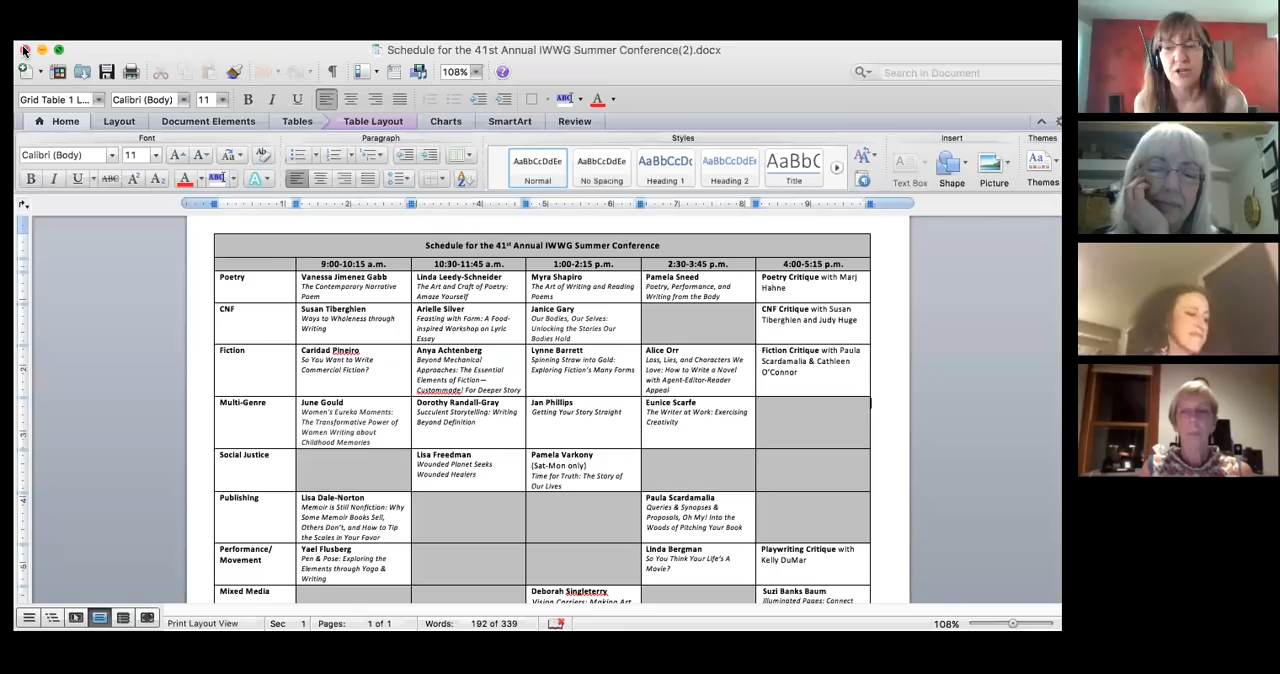 Schedule for the 41st Annual IWWG Summer Conference(2).docx
108%
Search In Document
Grid Table 1 L...
Calibri (Body)
11
B I U
ABC
A
Home
Layout
Document Elements
Tables
Table Layout
Charts
SmartArt
Review
Font
Paragraph
Styles
Insert
Themes
Calibri (Body)
11
A A Aa
AaBbCcDdEe
AaBbCcDdEe
AaBbCcDc
AaBbCcDdEe
AaBbC
Aa
B I U ABC A² A₂ A ABC A
Normal
No Spacing
Heading 1
Heading 2
Title
Text Box
Shape
Picture
Themes
Schedule for the 41st Annual IWWG Summer Conference
9:00-10:15 a.m.
10:30-11:45 a.m.
1:00-2:15 p.m.
2:30-3:45 p.m.
4:00-5:15 p.m.
Poetry
Vanessa Jimenez Gabb
The Contemporary Narrative
Poem
Linda Leedy-Schneider
The Art and Craft of Poetry:
Amaze Yourself
Myra Shapiro
The Art of Writing and Reading
Poems
Pamela Sneed
Poetry, Performance, and
Writing from the Body
Poetry Critique with Marj
Hahne
CNF
Susan Tiberghien
Ways to Wholeness through
Writing
Arielle Silver
Feasting with Form: A Food-
inspired Workshop on Lyric
Essay
Janice Gary
Our Bodies, Our Selves:
Unlocking the Stories Our
Bodies Hold
CNF Critique with Susan
Tiberghien and Judy Huge
Fiction
Caridad Pineiro
So You Want to Write
Commercial Fiction?
Anya Achtenberg
Beyond Mechanical
Approaches: The Essential
Elements of Fiction—
Custommade! For Deeper Story
Lynne Barrett
Spinning Straw into Gold:
Exploring Fiction's Many Forms
Alice Orr
Loss, Lies, and Characters We
Love: How to Write a Novel
with Agent-Editor-Reader
Appeal
Fiction Critique with Paula
Scardamalia & Cathleen
O'Connor
Multi-Genre
June Gould
Women's Eureka Moments:
The Transformative Power of
Women Writing about
Childhood Memories
Dorothy Randall-Gray
Succulent Storytelling: Writing
Beyond Definition
Jan Phillips
Getting Your Story Straight
Eunice Scarfe
The Writer at Work: Exercising
Creativity
Social Justice
Lisa Freedman
Wounded Planet Seeks
Wounded Healers
Pamela Varkony
(Sat-Mon only)
Time for Truth: The Story of
Our Lives
Publishing
Lisa Dale-Norton
Memoir is Still Nonfiction: Why
Some Memoir Books Sell,
Others Don't, and How to Tip
the Scales in Your Favor
Paula Scardamalia
Queries & Synopses &
Proposals, Oh My! Into the
Woods of Pitching Your Book
Performance/
Movement
Yael Flusberg
Pen & Pose: Exploring the
Elements through Yoga &
Writing
Linda Bergman
So You Think Your Life's A
Movie?
Playwriting Critique with
Kelly DuMar
Mixed Media
Deborah Singleterry
Vision Carriers: Making Art
Suzi Banks Baum
Illuminated Pages: Connect
Print Layout View
Sec 1
Pages: 1 of 1
Words: 192 of 339
108%